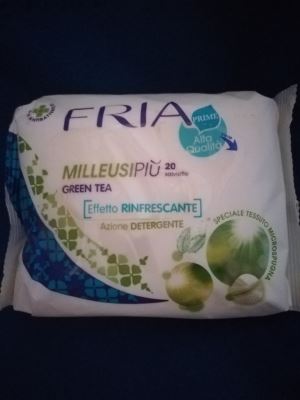 FRIA
PRIME
Alta
Qualità
MILLEUSIPIÙ 20
salviette
GREEN TEA
Effetto RINFRESCANTE
Azione DETERGENTE
SPECIALE TESSUTO MICROSPUGNA